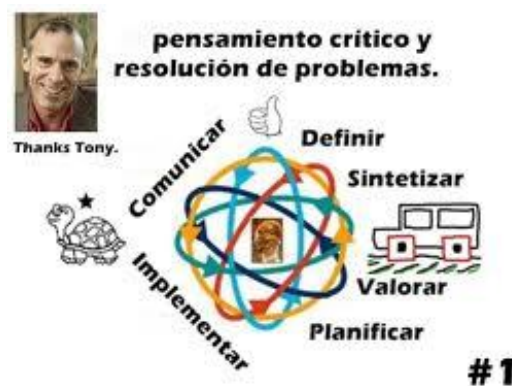 pensamiento crítico y
resolución de problemas.
Thanks Tony.
Comunicar
Definir
Sintetizar
Valorar
Planificar
Implementar
#1